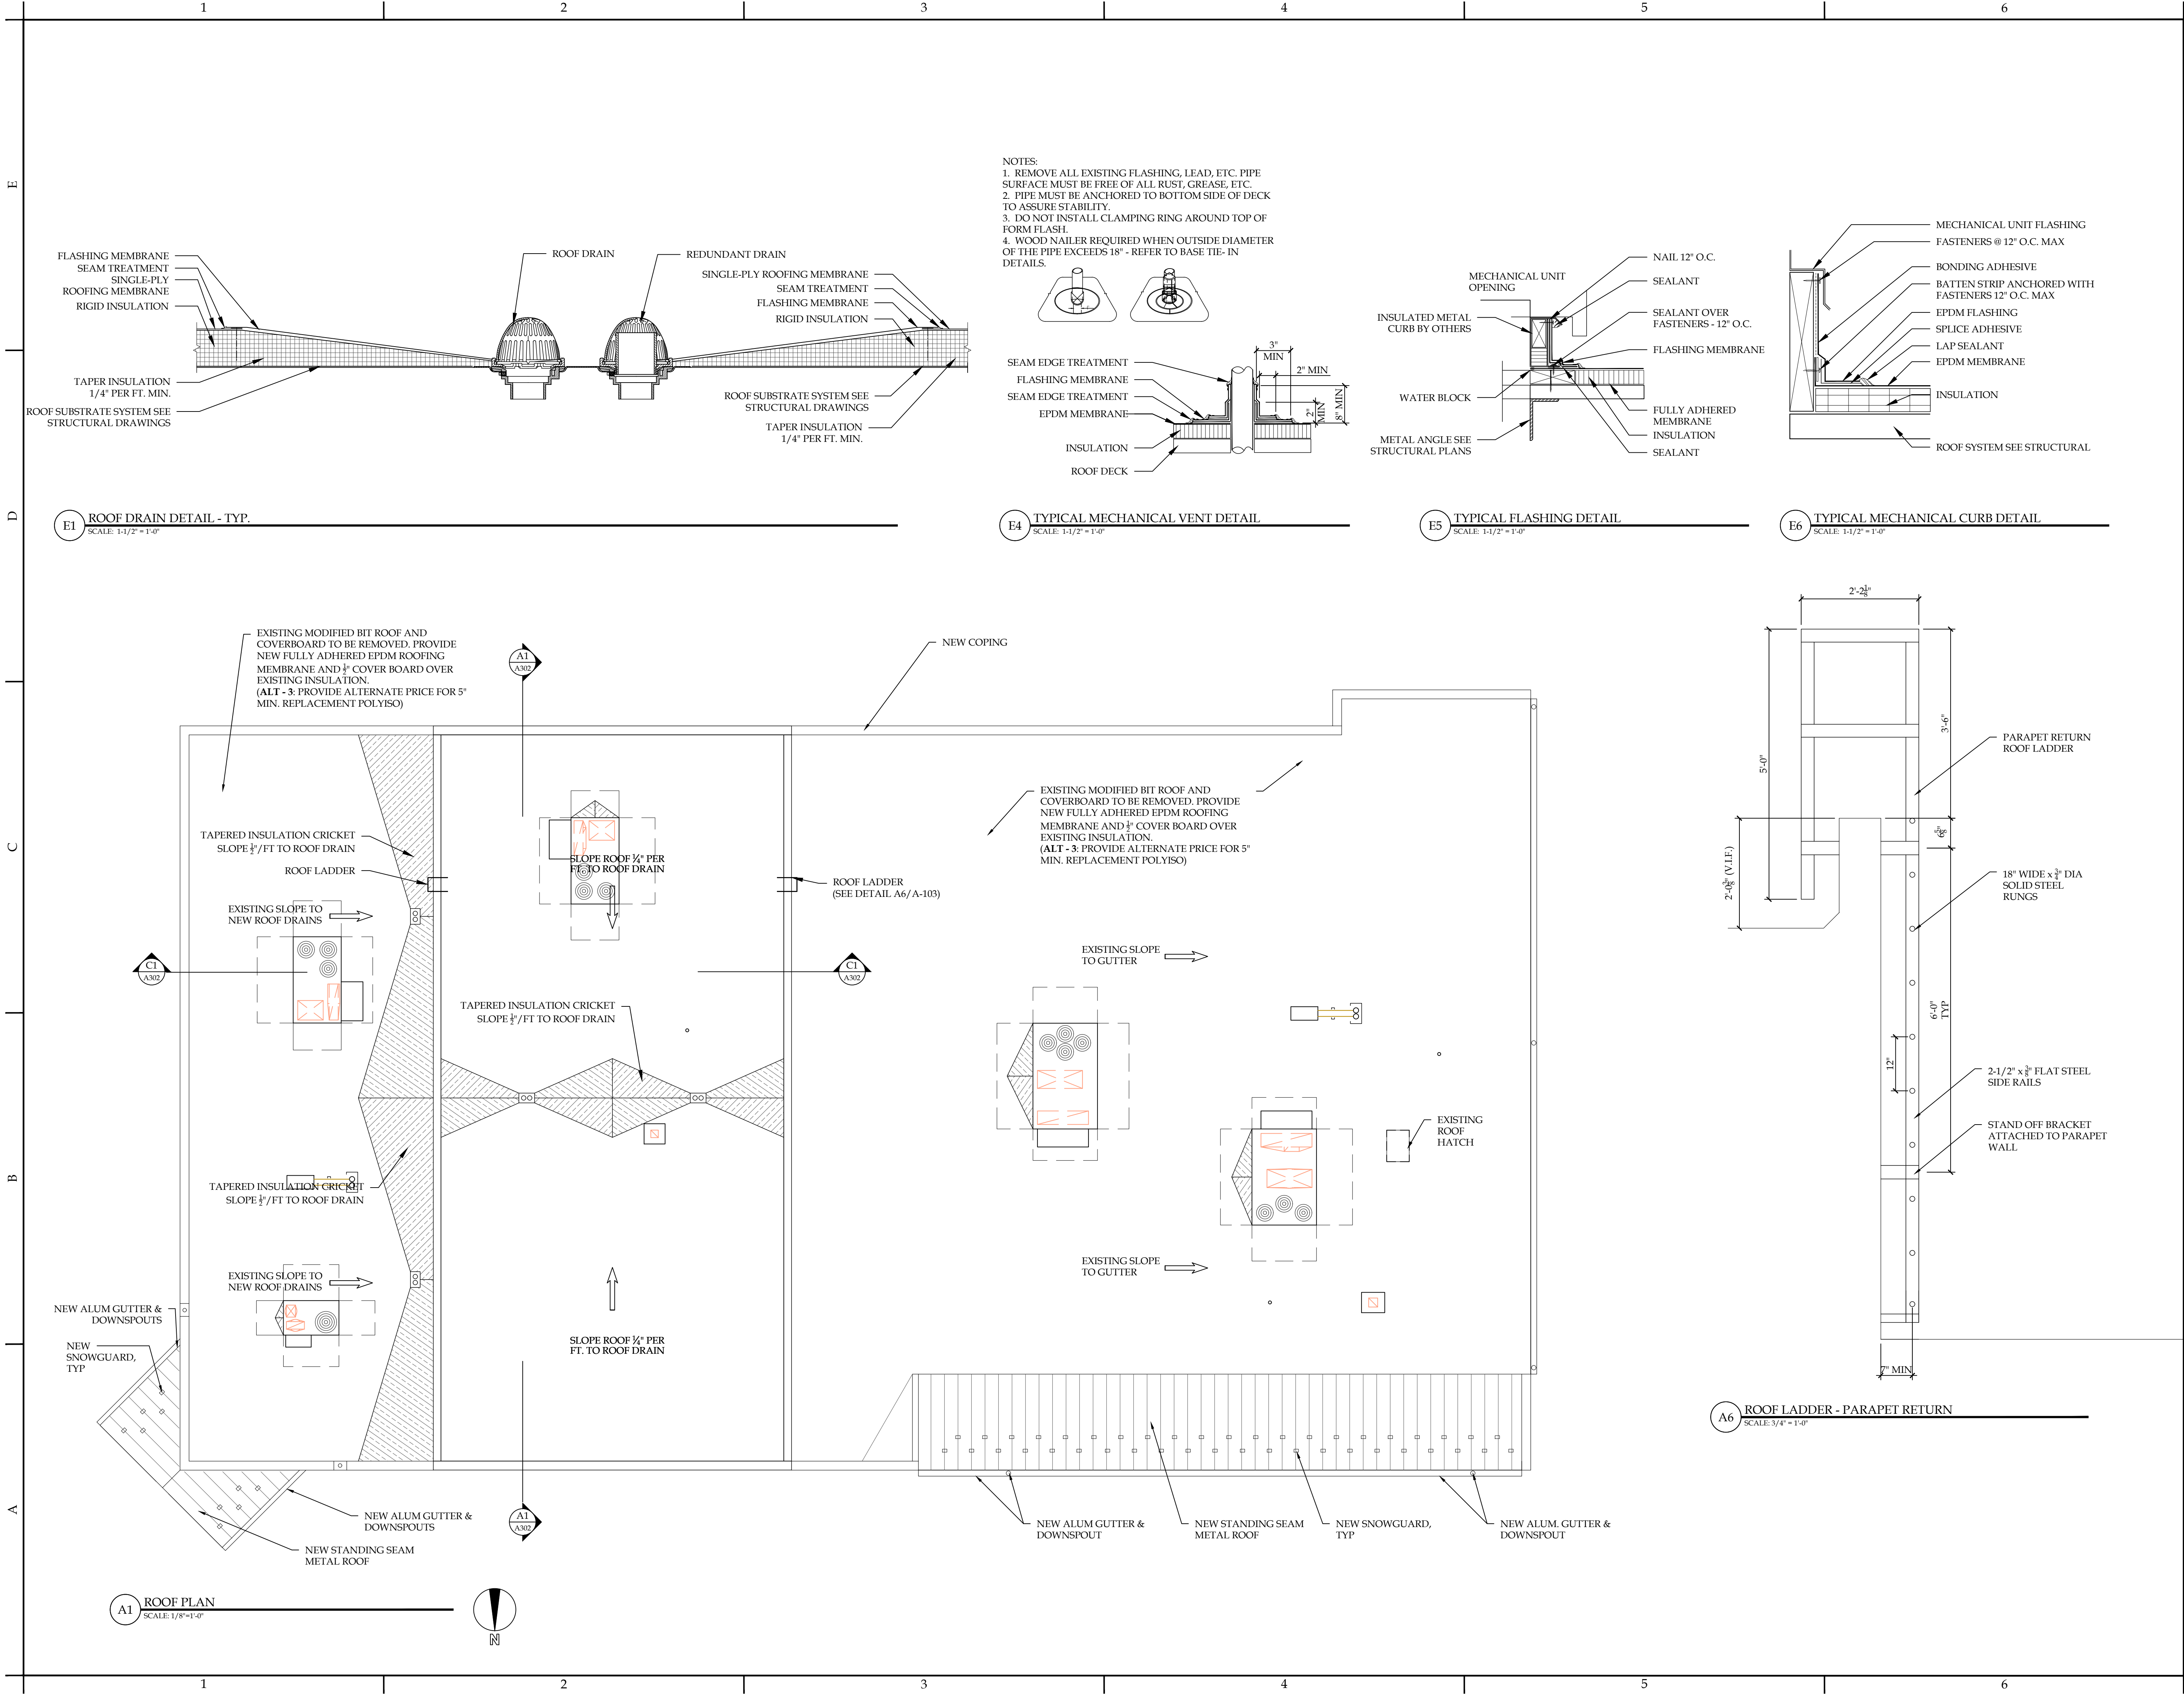 1 2 3 4 5 6
E
D
C
B
A
FLASHING MEMBRANE
SEAM TREATMENT
SINGLE-PLY
ROOFING MEMBRANE
RIGID INSULATION
TAPER INSULATION
1/4" PER FT. MIN.
ROOF SUBSTRATE SYSTEM SEE
STRUCTURAL DRAWINGS
ROOF DRAIN
REDUNDANT DRAIN
SINGLE-PLY ROOFING MEMBRANE
SEAM TREATMENT
FLASHING MEMBRANE
RIGID INSULATION
ROOF SUBSTRATE SYSTEM SEE
STRUCTURAL DRAWINGS
TAPER INSULATION
1/4" PER FT. MIN.
E1 ROOF DRAIN DETAIL - TYP.
SCALE: 1-1/2" = 1'-0"
NOTES:
1. REMOVE ALL EXISTING FLASHING, LEAD, ETC. PIPE
SURFACE MUST BE FREE OF ALL RUST, GREASE, ETC.
2. PIPE MUST BE ANCHORED TO BOTTOM SIDE OF DECK
TO ASSURE STABILITY.
3. DO NOT INSTALL CLAMPING RING AROUND TOP OF
FORM FLASH.
4. WOOD NAILER REQUIRED WHEN OUTSIDE DIAMETER
OF THE PIPE EXCEEDS 18" - REFER TO BASE TIE- IN
DETAILS.
3"
MIN
2" MIN
2"
MIN
8" MIN
SEAM EDGE TREATMENT
FLASHING MEMBRANE
SEAM EDGE TREATMENT
EPDM MEMBRANE
INSULATION
ROOF DECK
E4 TYPICAL MECHANICAL VENT DETAIL
SCALE: 1-1/2" = 1'-0"
MECHANICAL UNIT
OPENING
INSULATED METAL
CURB BY OTHERS
WATER BLOCK
METAL ANGLE SEE
STRUCTURAL PLANS
NAIL 12" O.C.
SEALANT
SEALANT OVER
FASTENERS - 12" O.C.
FLASHING MEMBRANE
FULLY ADHERED
MEMBRANE
INSULATION
SEALANT
E5 TYPICAL FLASHING DETAIL
SCALE: 1-1/2" = 1'-0"
MECHANICAL UNIT FLASHING
FASTENERS @ 12" O.C. MAX
BONDING ADHESIVE
BATTEN STRIP ANCHORED WITH
FASTENERS 12" O.C. MAX
EPDM FLASHING
SPLICE ADHESIVE
LAP SEALANT
EPDM MEMBRANE
INSULATION
ROOF SYSTEM SEE STRUCTURAL
E6 TYPICAL MECHANICAL CURB DETAIL
SCALE: 1-1/2" = 1'-0"
EXISTING MODIFIED BIT ROOF AND
COVERBOARD TO BE REMOVED. PROVIDE
NEW FULLY ADHERED EPDM ROOFING
MEMBRANE AND ½" COVER BOARD OVER
EXISTING INSULATION.
(ALT - 3: PROVIDE ALTERNATE PRICE FOR 5"
MIN. REPLACEMENT POLYISO)
A1
A302
NEW COPING
EXISTING MODIFIED BIT ROOF AND
COVERBOARD TO BE REMOVED. PROVIDE
NEW FULLY ADHERED EPDM ROOFING
MEMBRANE AND ½" COVER BOARD OVER
EXISTING INSULATION.
(ALT - 3: PROVIDE ALTERNATE PRICE FOR 5"
MIN. REPLACEMENT POLYISO)
TAPERED INSULATION CRICKET
SLOPE ½"/FT TO ROOF DRAIN
ROOF LADDER
SLOPE ROOF ¼" PER
FT. TO ROOF DRAIN
ROOF LADDER
(SEE DETAIL A6/A-103)
EXISTING SLOPE TO
NEW ROOF DRAINS
C1
A302
C1
A302
EXISTING SLOPE
TO GUTTER
TAPERED INSULATION CRICKET
SLOPE ½"/FT TO ROOF DRAIN
EXISTING
ROOF
HATCH
TAPERED INSULATION CRICKET
SLOPE ½"/FT TO ROOF DRAIN
EXISTING SLOPE TO
NEW ROOF DRAINS
EXISTING SLOPE
TO GUTTER
NEW ALUM GUTTER &
DOWNSPOUTS
NEW
SNOWGUARD,
TYP
SLOPE ROOF ¼" PER
FT. TO ROOF DRAIN
NEW ALUM GUTTER &
DOWNSPOUTS
NEW STANDING SEAM
METAL ROOF
A1
A302
NEW ALUM GUTTER &
DOWNSPOUT
NEW STANDING SEAM
METAL ROOF
NEW SNOWGUARD,
TYP
NEW ALUM. GUTTER &
DOWNSPOUT
A1 ROOF PLAN
SCALE: 1/8"=1'-0"
N
2'-2⅛"
5'-0"
3'-6"
2'-0⅜" (V.I.F.)
6'-0"
TYP
12"
7" MIN
PARAPET RETURN
ROOF LADDER
18" WIDE x ¾" DIA
SOLID STEEL
RUNGS
2-1/2" x ⅜" FLAT STEEL
SIDE RAILS
STAND OFF BRACKET
ATTACHED TO PARAPET
WALL
A6 ROOF LADDER - PARAPET RETURN
SCALE: 3/4" = 1'-0"
1 2 3 4 5 6